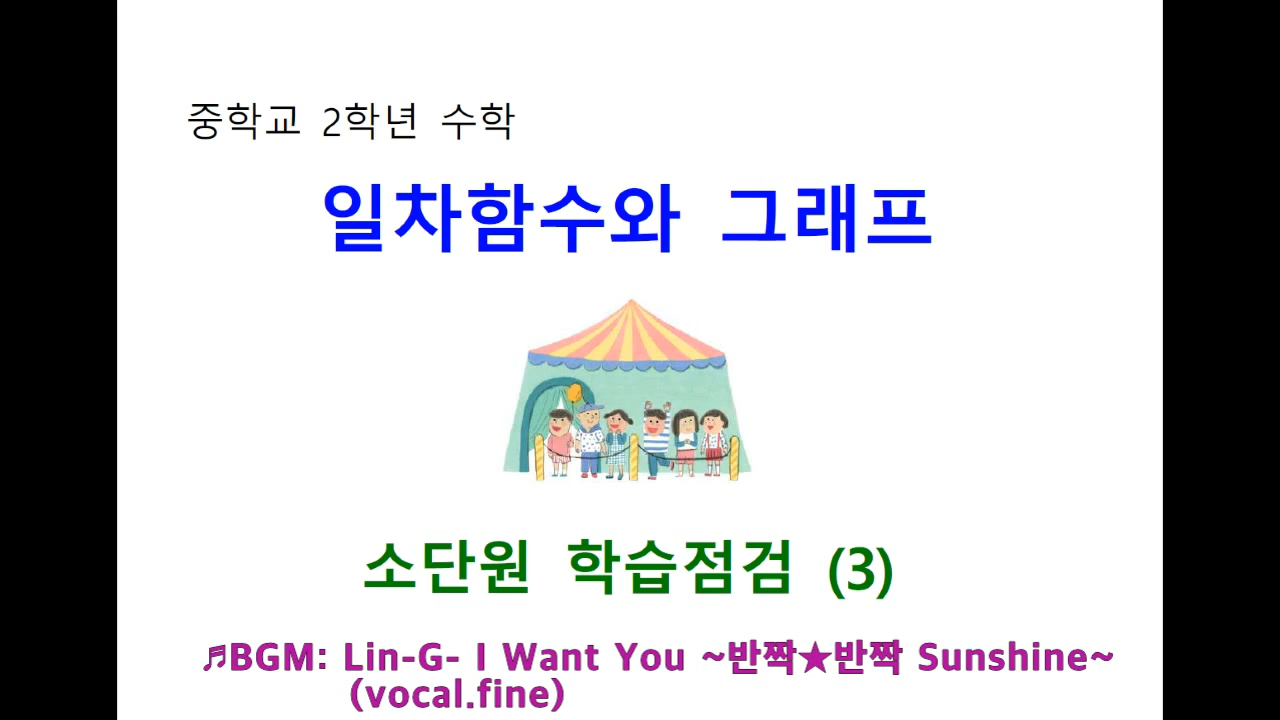 중학교 2학년 수학
일차함수와 그래프
소단원 학습점검 (3)
♬BGM: Lin-G- I Want You ~반짝★반짝 Sunshine~
(vocal.fine)